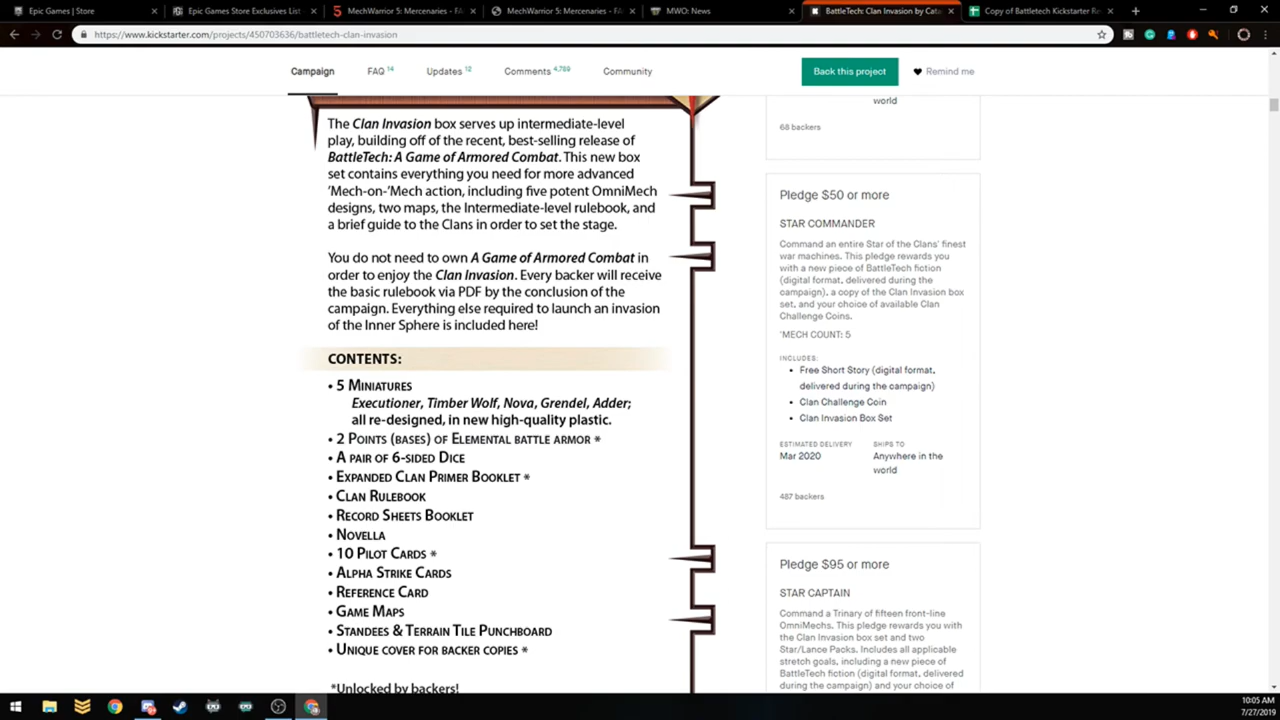 Epic Games | Store
Epic Games Store Exclusives List
MechWarrior 5: Mercenaries - FA
MechWarrior 5: Mercenaries - FA
MWO: News
BattleTech: Clan Invasion by Cata
Copy of Battletech Kickstarter Re
https://www.kickstarter.com/projects/450703636/battletech-clan-invasion
Campaign
FAQ 14
Updates 12
Comments 4,789
Community
Back this project
Remind me
The Clan Invasion box serves up intermediate-level
play, building off of the recent, best-selling release of
BattleTech: A Game of Armored Combat. This new box
set contains everything you need for more advanced
'Mech-on-'Mech action, including five potent OmniMech
designs, two maps, the Intermediate-level rulebook, and
a brief guide to the Clans in order to set the stage.
You do not need to own A Game of Armored Combat in
order to enjoy the Clan Invasion. Every backer will receive
the basic rulebook via PDF by the conclusion of the
campaign. Everything else required to launch an invasion
of the Inner Sphere is included here!
CONTENTS:
• 5 Miniatures
Executioner, Timber Wolf, Nova, Grendel, Adder;
all re-designed, in new high-quality plastic.
• 2 Points (bases) of Elemental battle armor *
• A pair of 6-sided Dice
• Expanded Clan Primer Booklet *
• Clan Rulebook
• Record Sheets Booklet
• Novella
• 10 Pilot Cards *
• Alpha Strike Cards
• Reference Card
• Game Maps
• Standees & Terrain Tile Punchboard
• Unique cover for backer copies *
*Unlocked by backers!
world
68 backers
Pledge $50 or more
STAR COMMANDER
Command an entire Star of the Clans' finest
war machines. This pledge rewards you
with a new piece of BattleTech fiction
(digital format, delivered during the
campaign), a copy of the Clan Invasion box
set, and your choice of available Clan
Challenge Coins.
'MECH COUNT: 5
INCLUDES:
• Free Short Story (digital format,
delivered during the campaign)
• Clan Challenge Coin
• Clan Invasion Box Set
ESTIMATED DELIVERY
Mar 2020
SHIPS TO
Anywhere in the
world
487 backers
Pledge $95 or more
STAR CAPTAIN
Command a Trinary of fifteen front-line
OmniMechs. This pledge rewards you with
the Clan Invasion box set and two
Star/Lance Packs. Includes all applicable
stretch goals, including a new piece of
BattleTech fiction (digital format, delivered
during the campaign) and your choice of
10:05 AM
7/27/2019